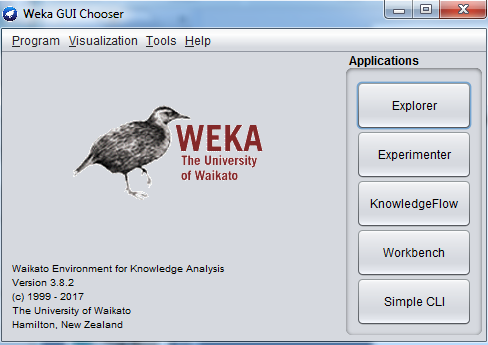 Weka GUI Chooser
Program Visualization Tools Help
Applications
Explorer
Experimenter
KnowledgeFlow
Workbench
Simple CLI
WEKA
The University
of Waikato
Waikato Environment for Knowledge Analysis
Version 3.8.2
(c) 1999 - 2017
The University of Waikato
Hamilton, New Zealand